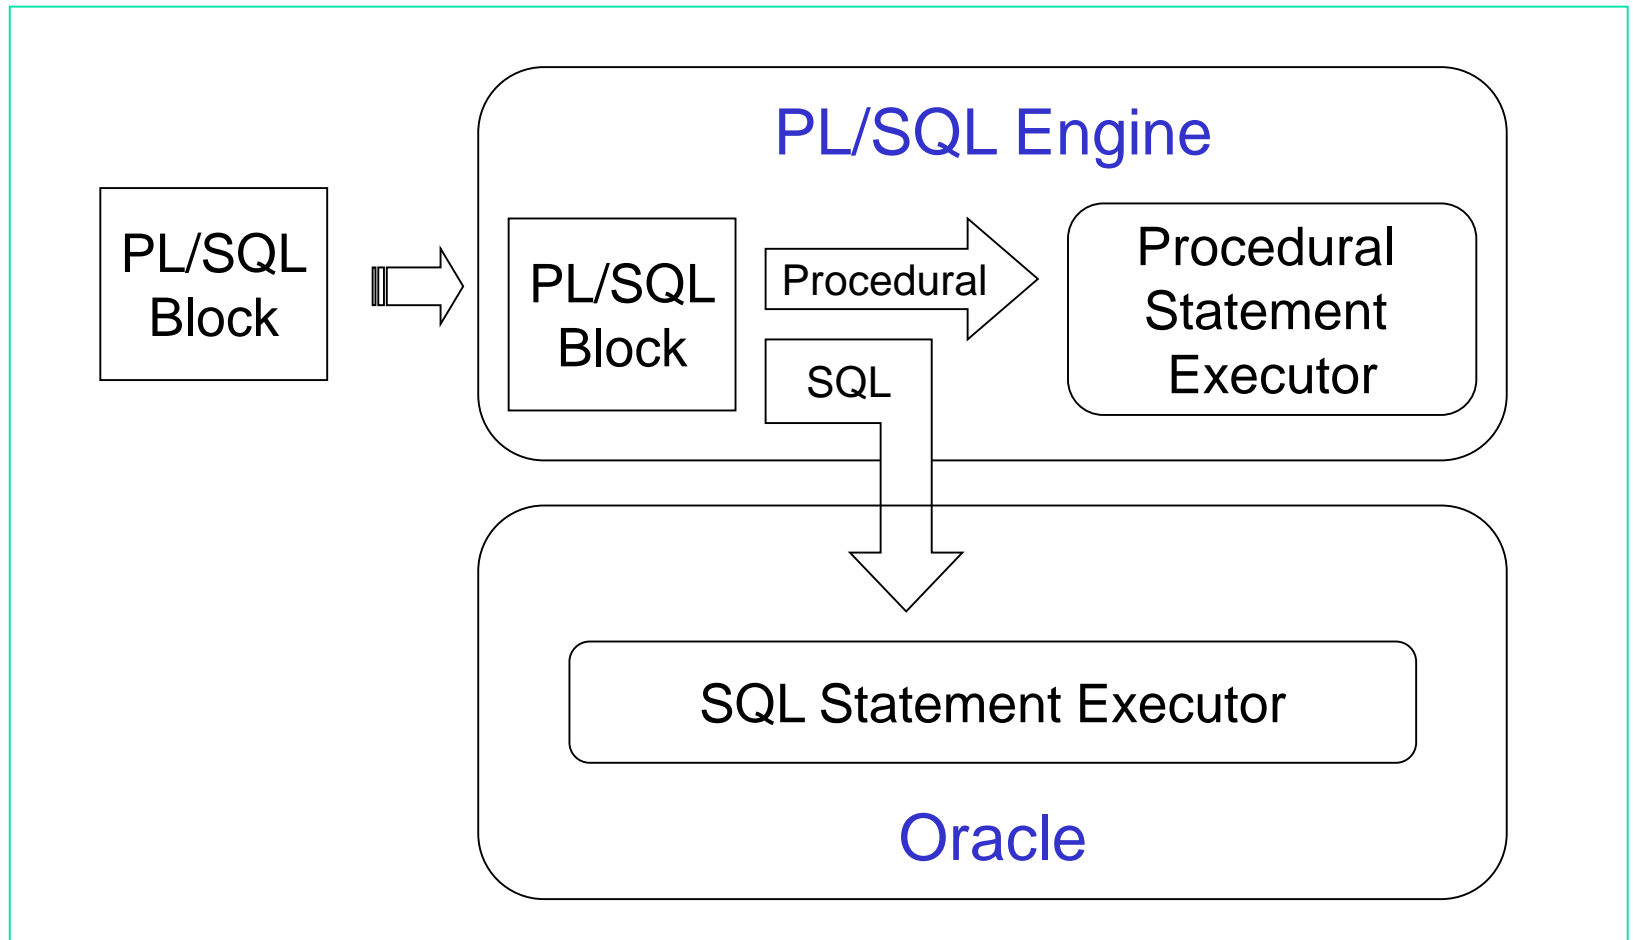 PL/SQL Engine
PL/SQL
Block
PL/SQL
Block
Procedural
SQL
Procedural
Statement
Executor
SQL Statement Executor
Oracle